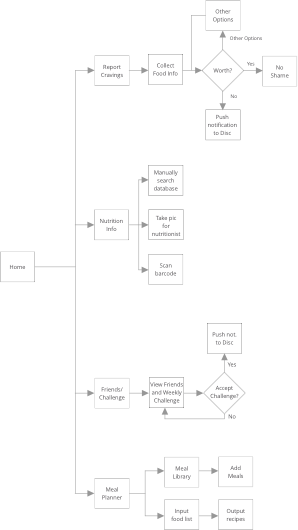 Other
Options
Other Options
Report
Cravings
Collect
Food Info
Worth?
Yes
No
Shame
No
Push
notification
to Disc
Manually
search
database
Nutrition
Info
Take pic
for
nutritionist
Scan
barcode
Home
Push not.
to Disc
Yes
Friends/
Challenge
View Friends
and Weekly
Challenge
Accept
Challenge?
No
Meal
Library
Add
Meals
Meal
Planner
Input
food list
Output
recipes